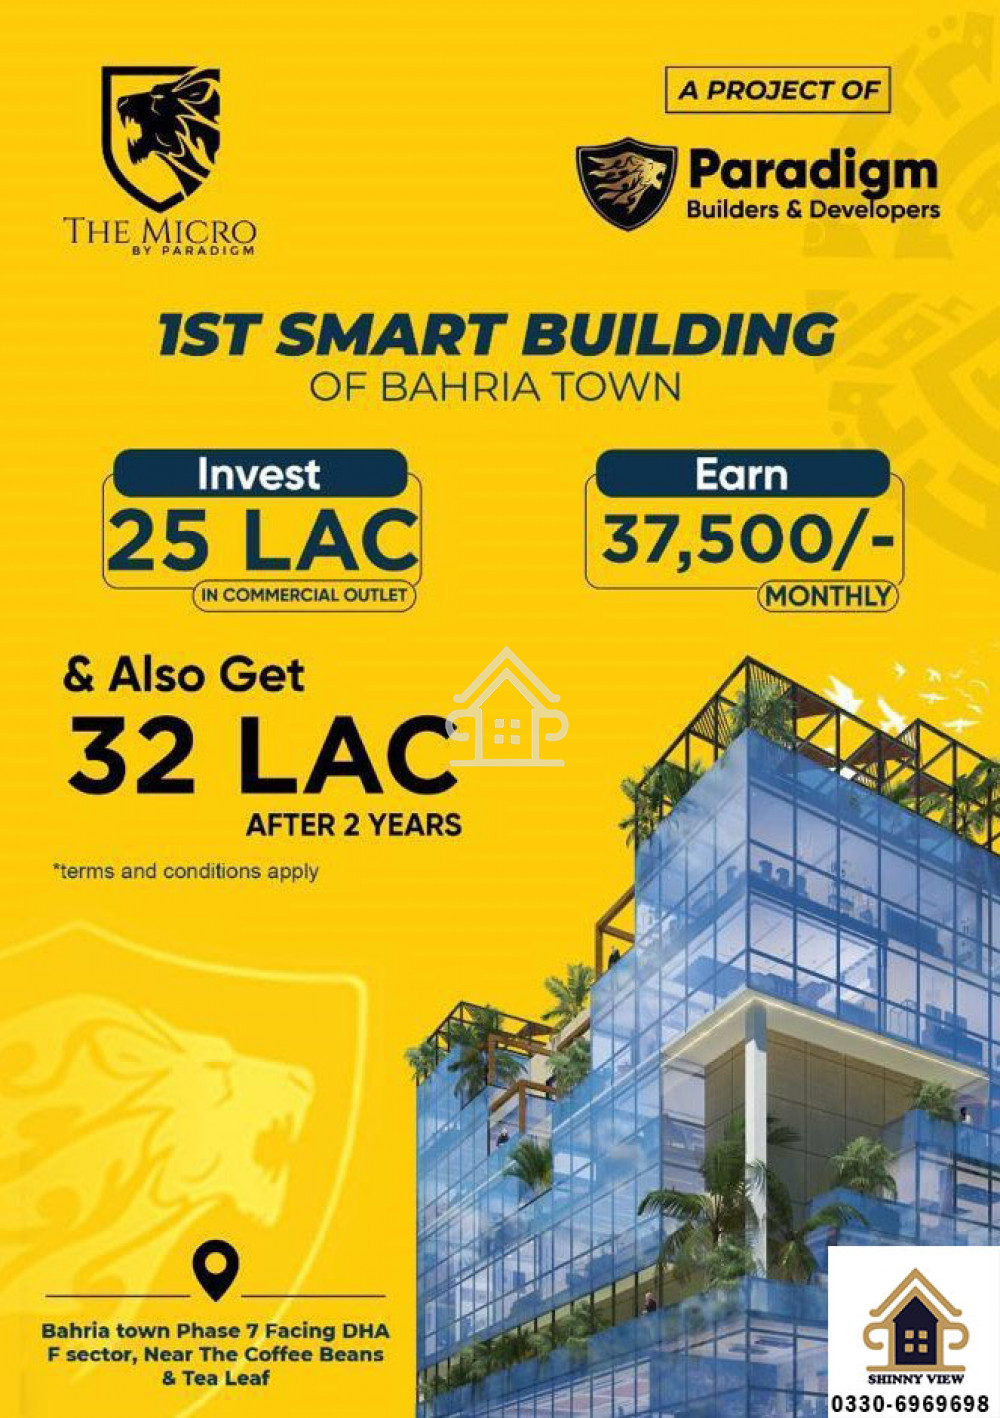 THE MICRO
BY PARADIGM
A PROJECT OF
Paradigm
Builders & Developers
1ST SMART BUILDING
OF BAHRIA TOWN
Invest
25 LAC
IN COMMERCIAL OUTLET
Earn
37,500/-
MONTHLY
& Also Get
32 LAC
AFTER 2 YEARS
*terms and conditions apply
Bahria town Phase 7 Facing DHA
F sector, Near The Coffee Beans
& Tea Leaf
SHINNY VIEW
0330-6969698